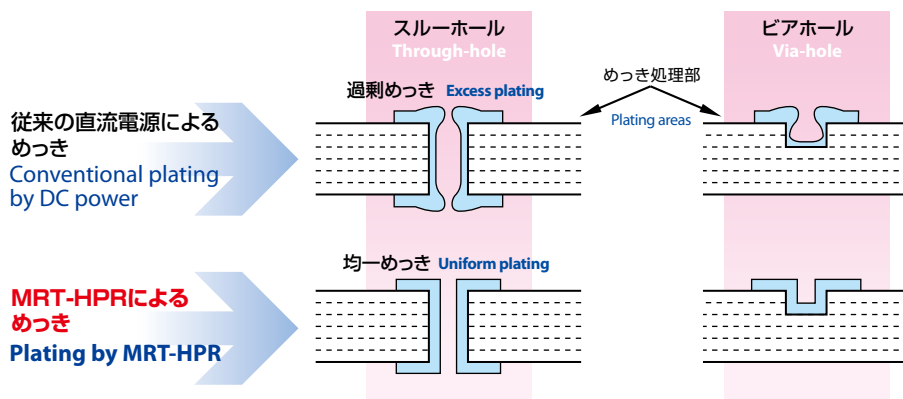 スルーホール
Through-hole
ビアホール
Via-hole
過剰めっき Excess plating
めっき処理部
Plating areas
従来の直流電源による
めっき
Conventional plating
by DC power
均一めっき Uniform plating
MRT-HPRによる
めっき
Plating by MRT-HPR